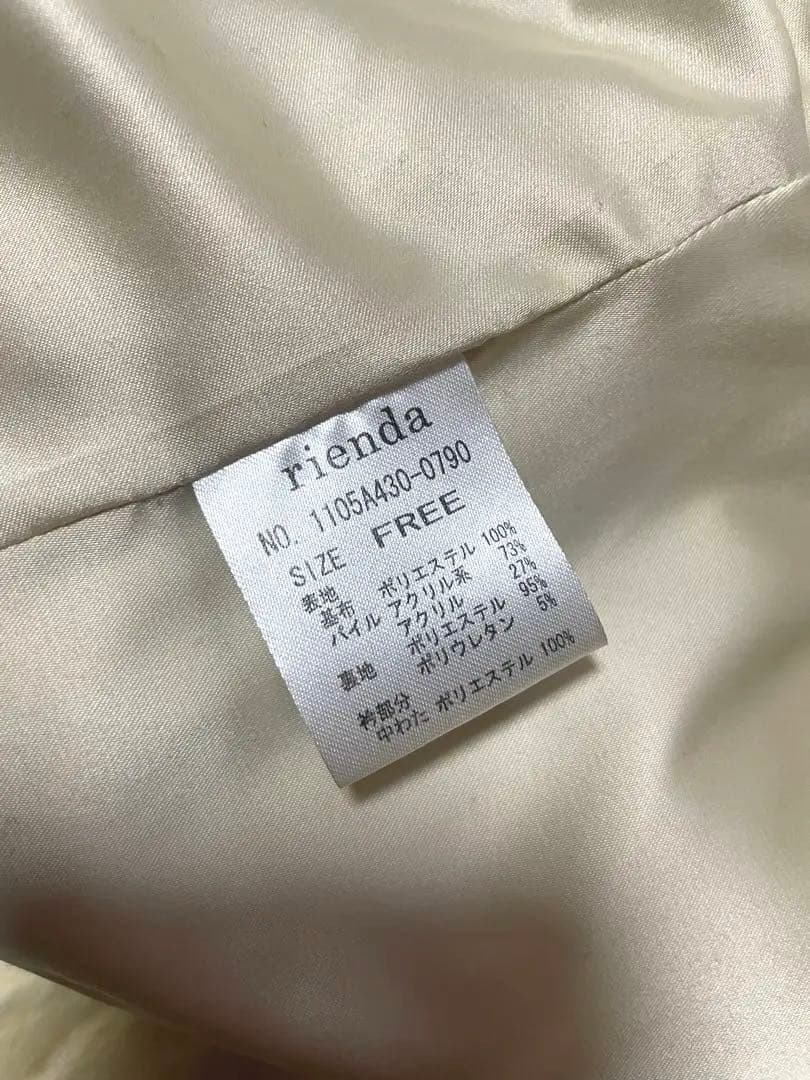 rienda
NO. 1105A430-0790
SIZE FREE
表地
基布 ポリエステル 100%
パイル アクリル系 73%
アクリル 27%
裏地 ポリエステル 95%
ポリウレタン 5%
衿部分
中わた ポリエステル 100%